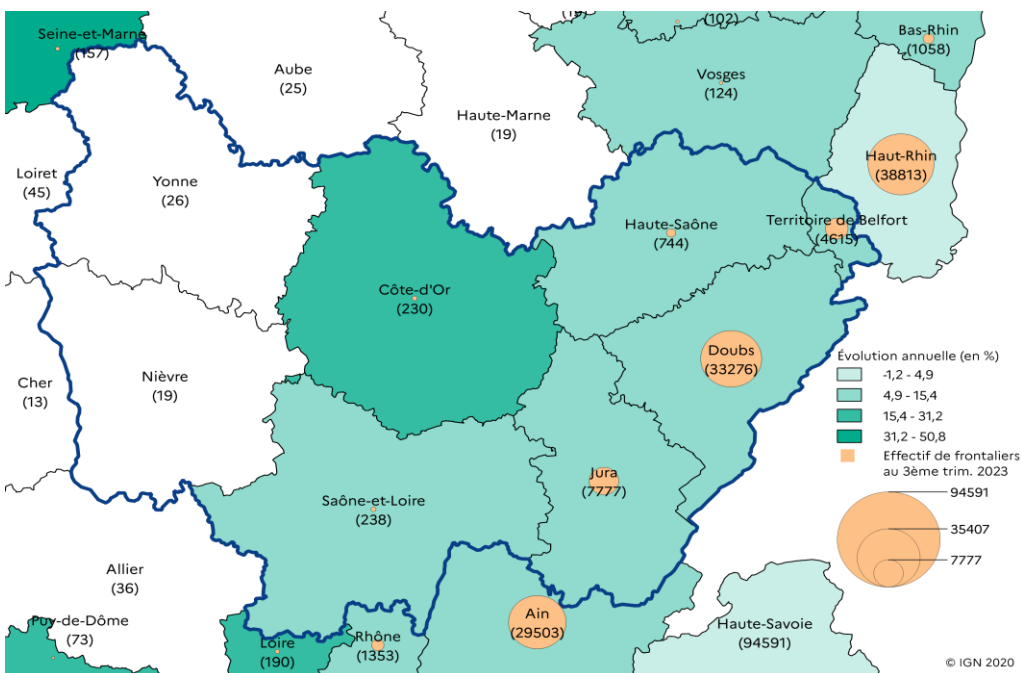 (102)
Seine-et-Marne
(157)
Bas-Rhin
(1058)
Aube
(25)
Vosges
(124)
Haute-Marne
(19)
Haut-Rhin
(38813)
Loiret
(45)
Yonne
(26)
Haute-Saône
(744)
Territoire de Belfort
(4615)
Côte-d'Or
(230)
Doubs
(33276)
Cher
(13)
Nièvre
(19)
Évolution annuelle (en %)
-1,2 - 4,9
4,9 - 15,4
15,4 - 31,2
31,2 - 50,8
Effectif de frontaliers
au 3ème trim. 2023
94591
35407
7777
Jura
(7777)
Saône-et-Loire
(238)
Allier
(36)
Puy-de-Dôme
(73)
Loire
(190)
Rhône
(1353)
Ain
(29503)
Haute-Savoie
(94591)
© IGN 2020